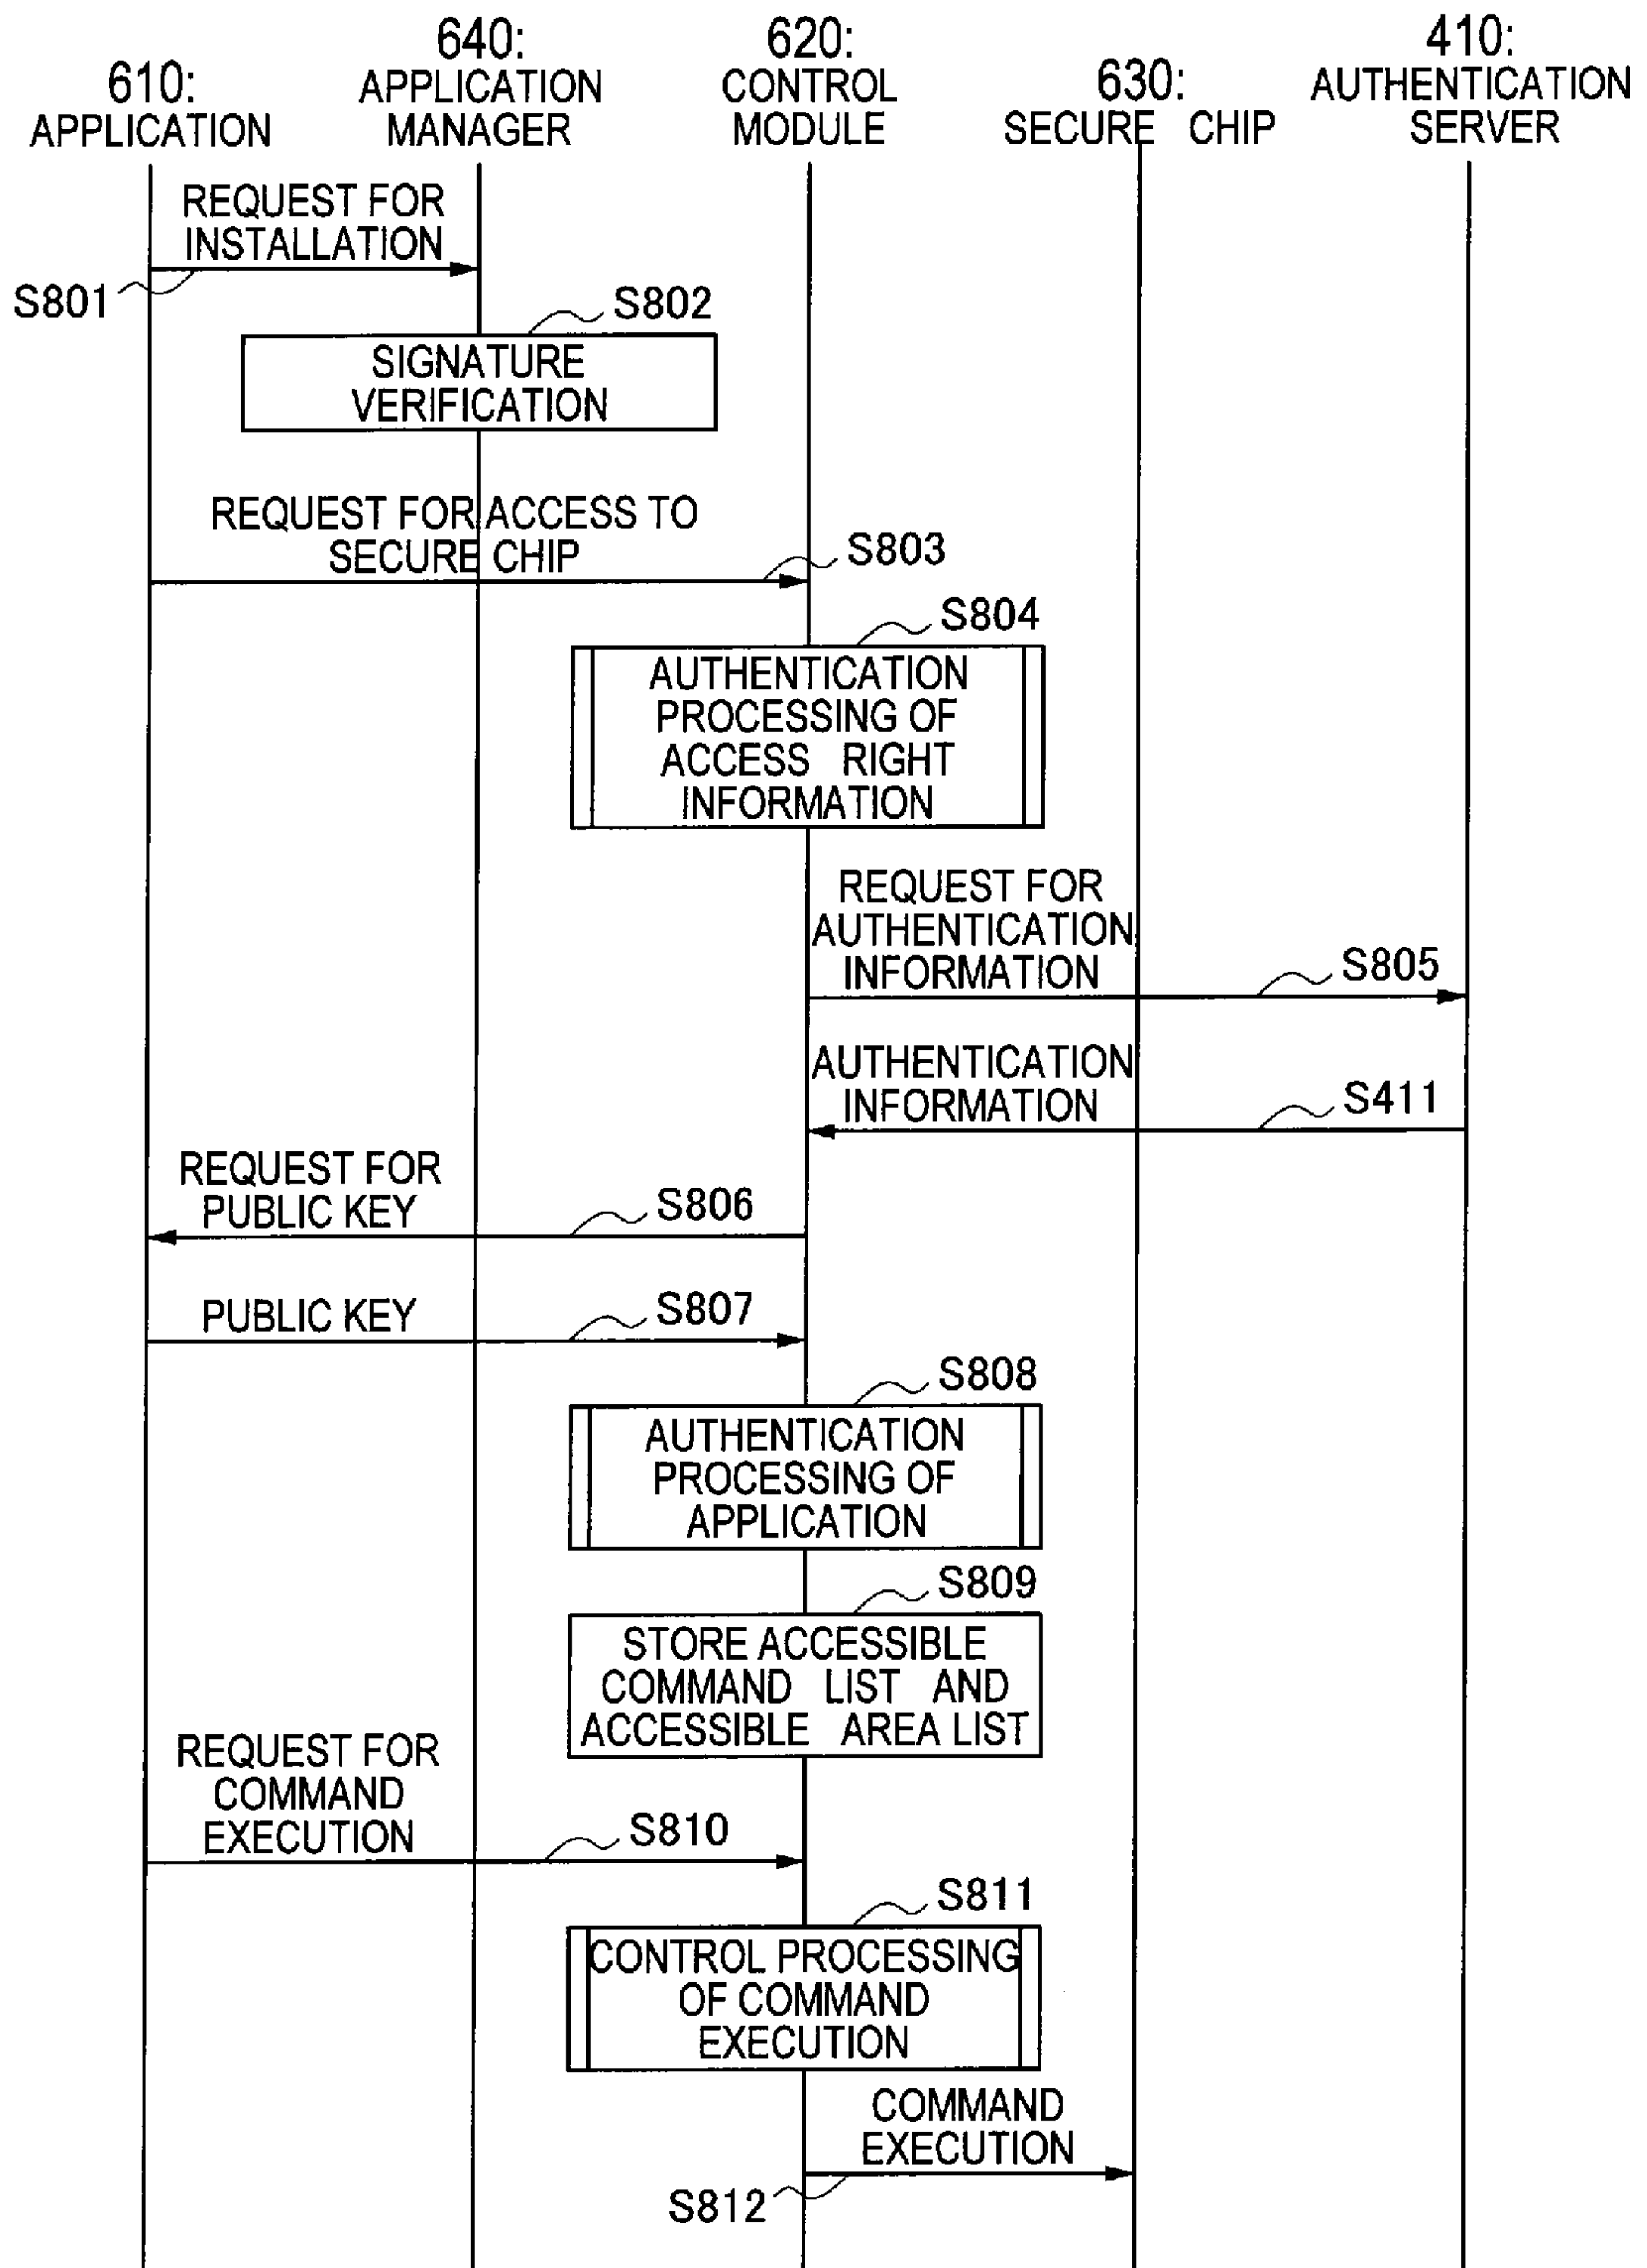 610:
APPLICATION
640:
APPLICATION
MANAGER
620:
CONTROL
MODULE
630:
SECURE CHIP
410:
AUTHENTICATION
SERVER
REQUEST FOR
INSTALLATION
S801
S802
SIGNATURE
VERIFICATION
REQUEST FOR ACCESS TO
SECURE CHIP
S803
S804
AUTHENTICATION
PROCESSING OF
ACCESS RIGHT
INFORMATION
REQUEST FOR
AUTHENTICATION
INFORMATION
S805
AUTHENTICATION
INFORMATION
S411
REQUEST FOR
PUBLIC KEY
S806
PUBLIC KEY
S807
S808
AUTHENTICATION
PROCESSING OF
APPLICATION
S809
STORE ACCESSIBLE
COMMAND LIST AND
ACCESSIBLE AREA LIST
REQUEST FOR
COMMAND
EXECUTION
S810
S811
CONTROL PROCESSING
OF COMMAND
EXECUTION
COMMAND
EXECUTION
S812